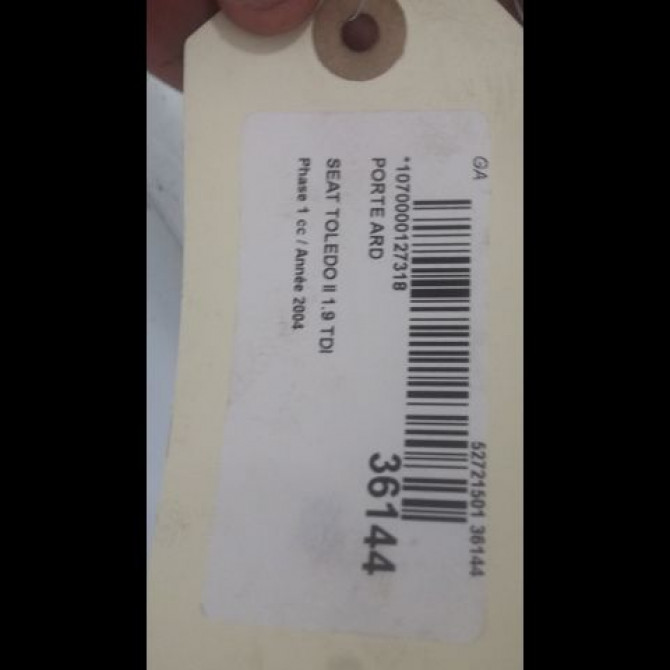 GA 52721501 36144
*1070000127318
PORTE ARD 36144
SEAT TOLEDO II 1.9 TDI
Phase 1 cc / Année 2004